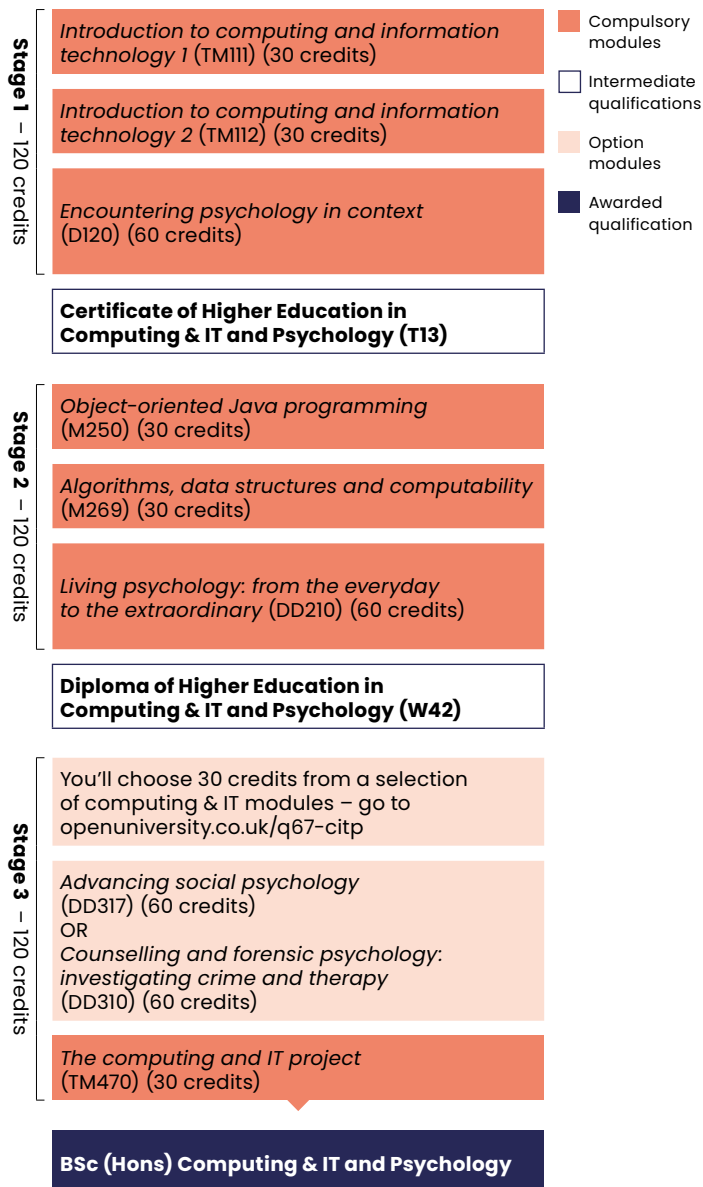 Stage 1 – 120 credits
Introduction to computing and information
technology 1 (TM111) (30 credits)
Introduction to computing and information
technology 2 (TM112) (30 credits)
Encountering psychology in context
(D120) (60 credits)
Certificate of Higher Education in
Computing & IT and Psychology (T13)
Stage 2 – 120 credits
Object-oriented Java programming
(M250) (30 credits)
Algorithms, data structures and computability
(M269) (30 credits)
Living psychology: from the everyday
to the extraordinary (DD210) (60 credits)
Diploma of Higher Education in
Computing & IT and Psychology (W42)
Stage 3 – 120 credits
You’ll choose 30 credits from a selection
of computing & IT modules – go to
openuniversity.co.uk/q67-citp
Advancing social psychology
(DD317) (60 credits)
OR
Counselling and forensic psychology:
investigating crime and therapy
(DD310) (60 credits)
The computing and IT project
(TM470) (30 credits)
BSc (Hons) Computing & IT and Psychology
Compulsory
modules
Intermediate
qualifications
Option
modules
Awarded
qualification